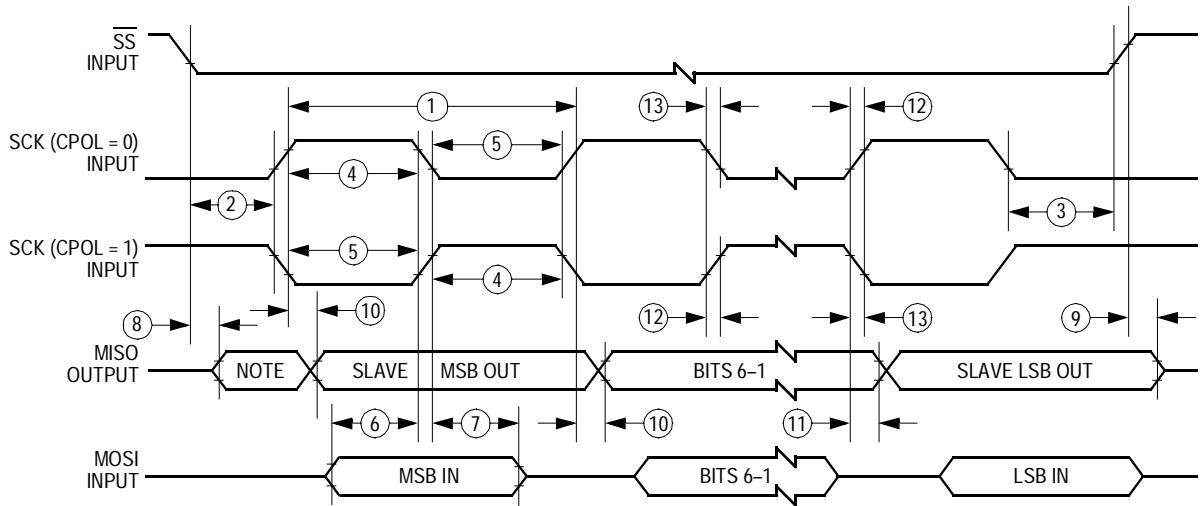 SS
INPUT
1
13
12
SCK (CPOL = 0)
INPUT
5
4
2
3
SCK (CPOL = 1)
INPUT
5
4
8
10
12
13
9
MISO
OUTPUT
NOTE
SLAVE MSB OUT
BITS 6–1
SLAVE LSB OUT
6
7
10
11
MOSI
INPUT
MSB IN
BITS 6–1
LSB IN